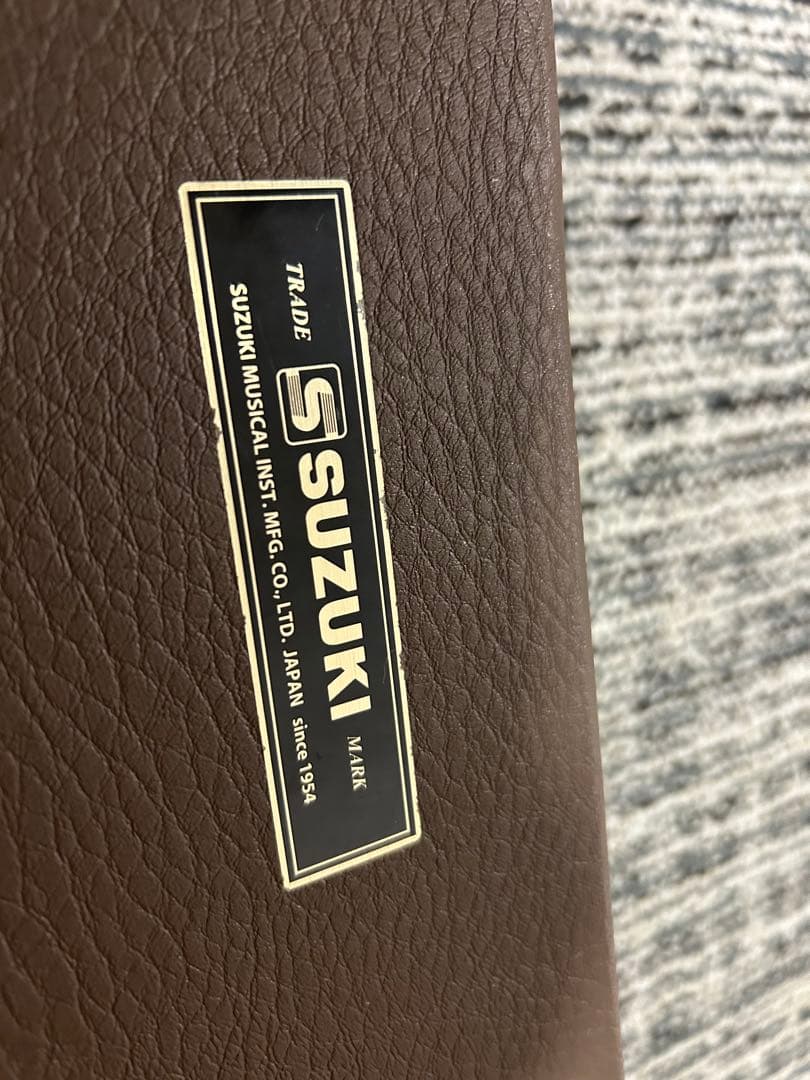 TRADE S SUZUKI MARK
SUZUKI MUSICAL INST. MFG. CO., LTD. JAPAN since 1954